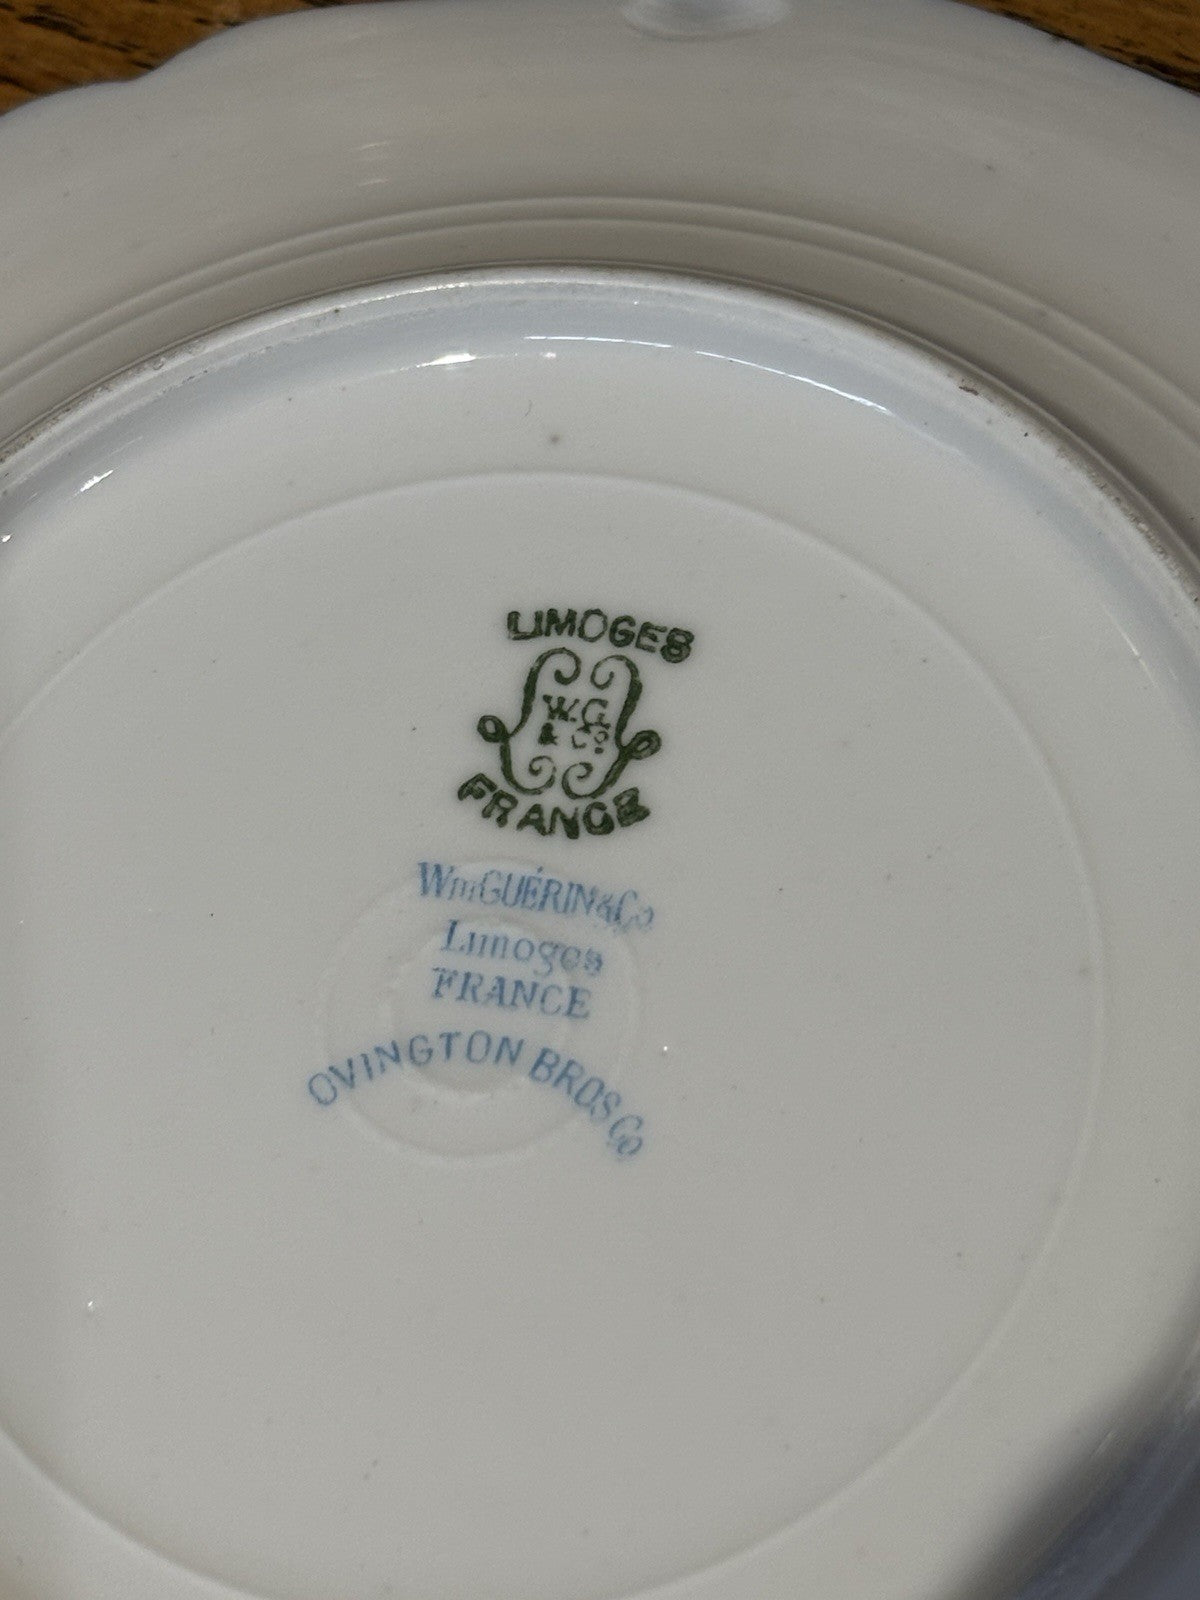 LIMOGES
W.G.
& Co.
FRANCE
Wm GUÉRIN & Co
Limoges
FRANCE
OVINGTON BROS Co